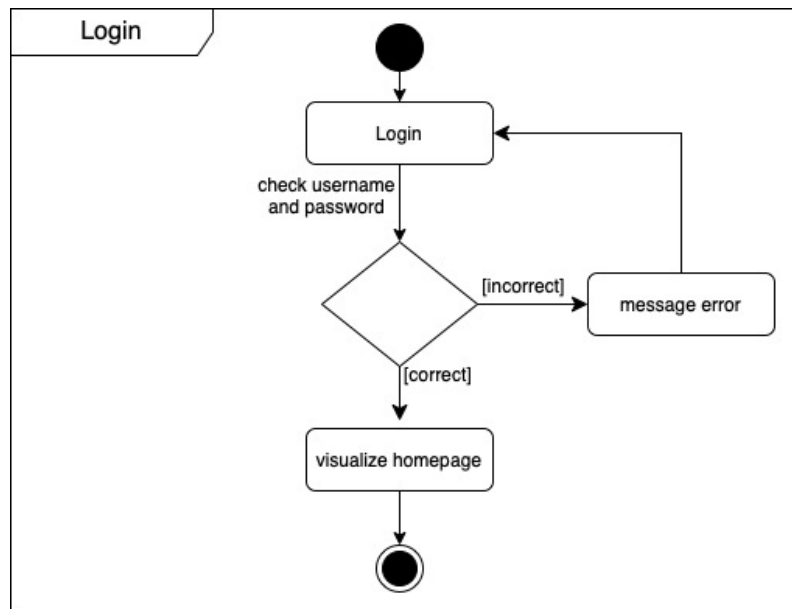 Login
Login
check username
and password
[incorrect]
message error
[correct]
visualize homepage